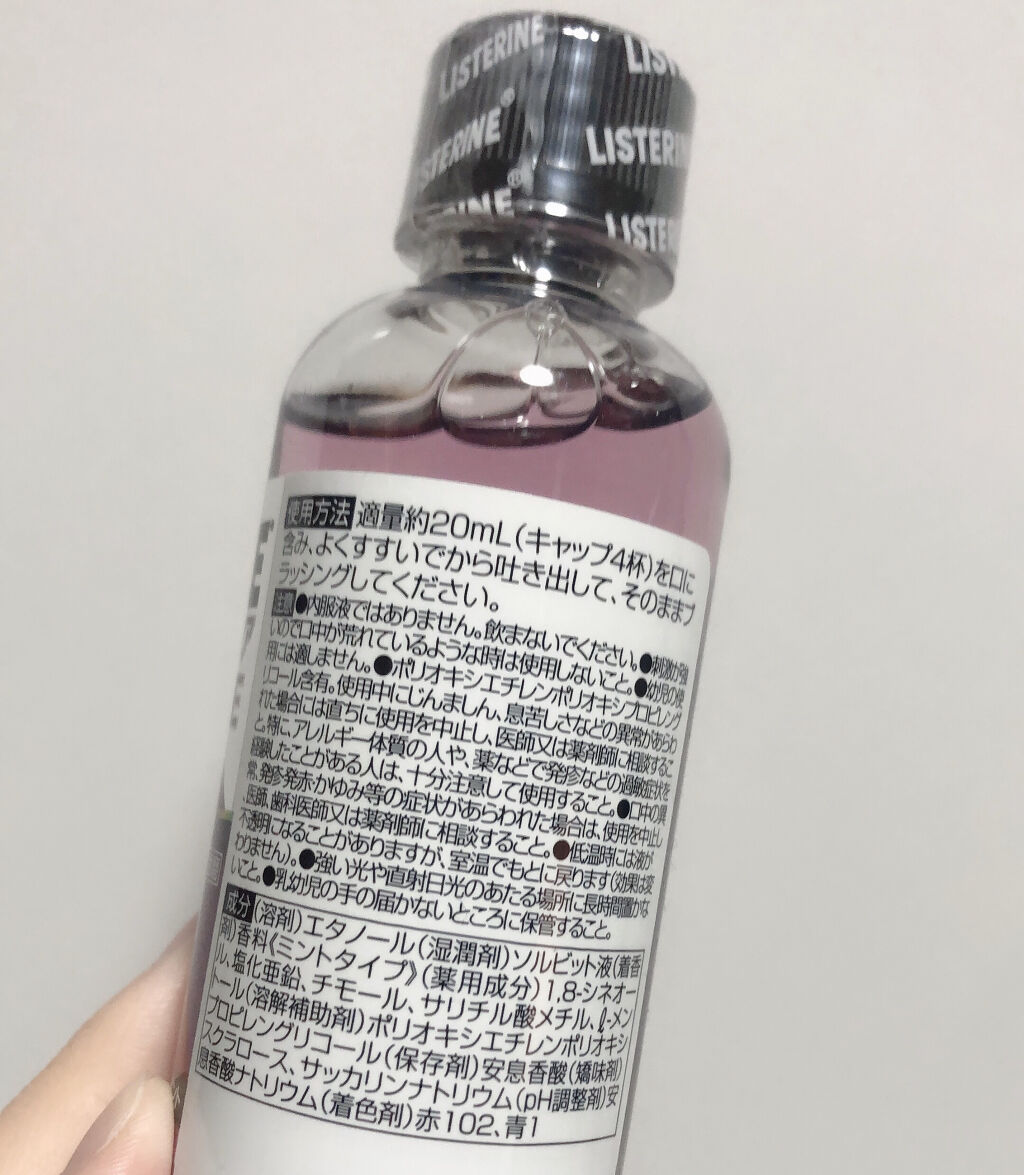 LISTERINE
LISTERINE®
LISTERIN
LISTE
使用方法 適量約20mL(キャップ4杯)を口に
含み、よくすすいでから吐き出して、そのままブ
ラッシングしてください。
注意 ●内服液ではありません。飲まないでください。●刺激が強
いので口中が荒れているような時は使用しないこと。●幼児の使
用には適しません。●ポリオキシエチレンポリオキシプロピレング
リコール含有。使用中にじんましん、息苦しさなどの異常があらわ
れた場合には直ちに使用を中止し、医師又は薬剤師に相談するこ
と。特に、アレルギー体質の人や、薬などで発疹などの過敏症状を
経験したことがある人は、十分注意して使用すること。●口中の異
常、発疹・発赤・かゆみ等の症状があらわれた場合は、使用を中止し
医師、歯科医師又は薬剤師に相談すること。●低温時には液が
不透明になることがありますが、室温でもとに戻ります(効果は変
わりません)。●強い光や直射日光のあたる場所に長時間置かな
いこと。●乳幼児の手の届かないところに保管すること。
成分 (溶剤)エタノール(湿潤剤)ソルビット液(着香
剤)香料《ミントタイプ》(薬用成分)1,8-シネオー
ル、塩化亜鉛、チモール、サリチル酸メチル、ℓ-メン
トール(溶解補助剤)ポリオキシエチレンポリオキシ
プロピレングリコール(保存剤)安息香酸(矯味剤)
スクラロース、サッカリンナトリウム(pH調整剤)安
息香酸ナトリウム(着色剤)赤102、青1